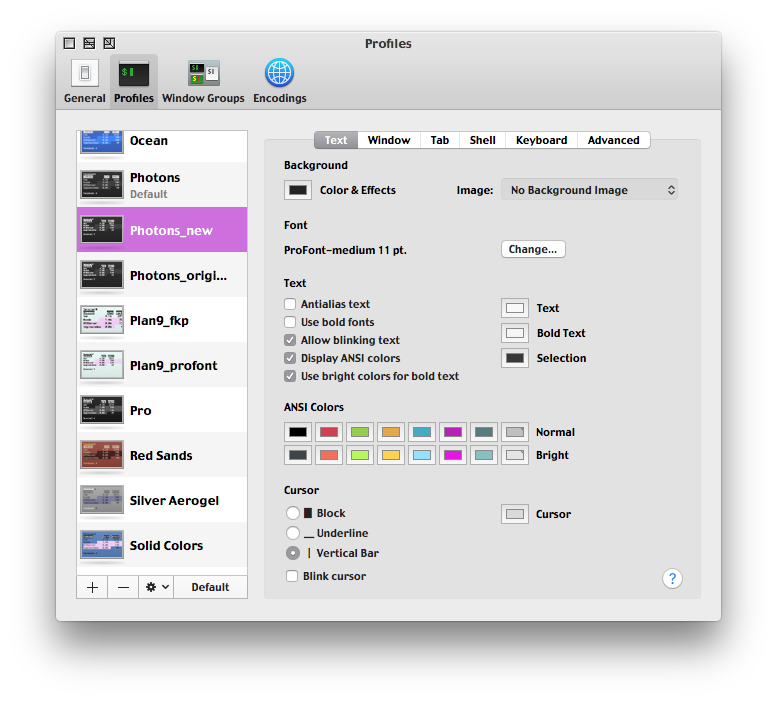 Profiles
General
Profiles
Window Groups
Encodings
Ocean
Photons
Default
Photons_new
Photons_origi...
Plan9_fkp
Plan9_profont
Pro
Red Sands
Silver Aerogel
Solid Colors
Default
Text
Window
Tab
Shell
Keyboard
Advanced
Background
Color & Effects
Image:
No Background Image
Font
ProFont-medium 11 pt.
Change...
Text
Antialias text
Use bold fonts
Allow blinking text
Display ANSI colors
Use bright colors for bold text
Text
Bold Text
Selection
ANSI Colors
Normal
Bright
Cursor
Block
Underline
Vertical Bar
Blink cursor
Cursor
?